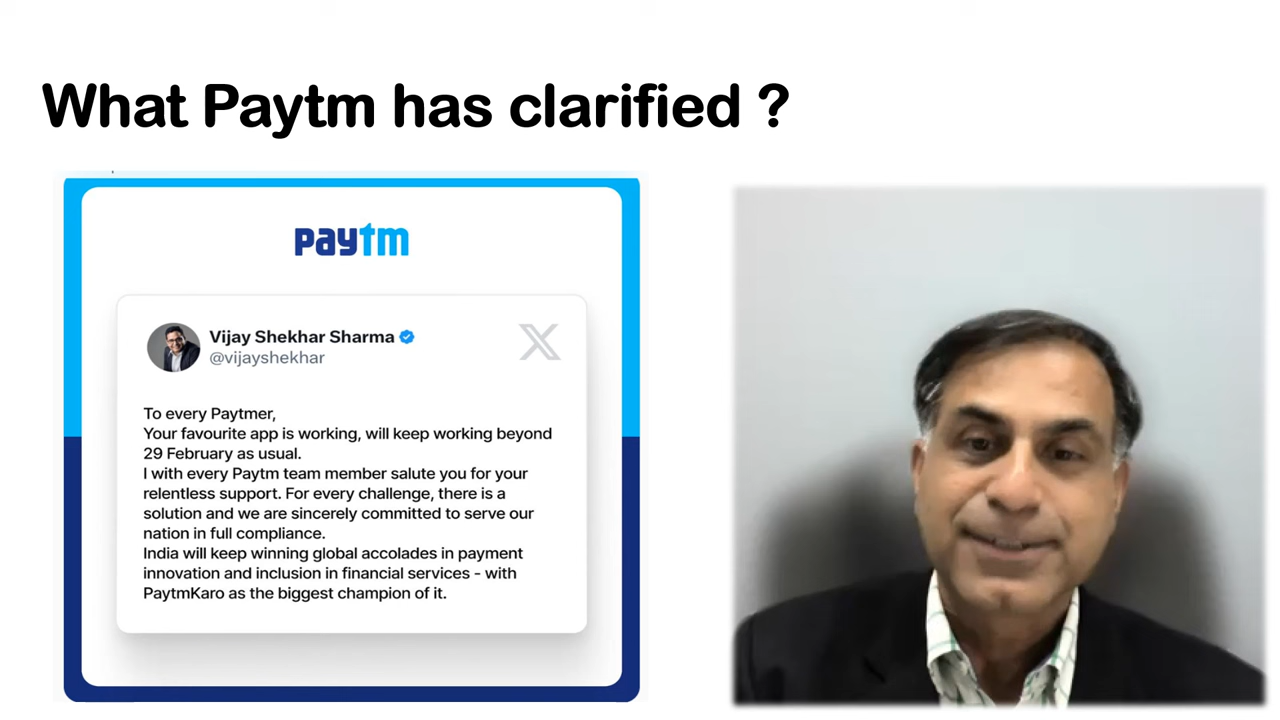 What Paytm has clarified ?
paytm
Vijay Shekhar Sharma
@vijayshekhar
To every Paytmer,
Your favourite app is working, will keep working beyond
29 February as usual.
I with every Paytm team member salute you for your
relentless support. For every challenge, there is a
solution and we are sincerely committed to serve our
nation in full compliance.
India will keep winning global accolades in payment
innovation and inclusion in financial services - with
PaytmKaro as the biggest champion of it.